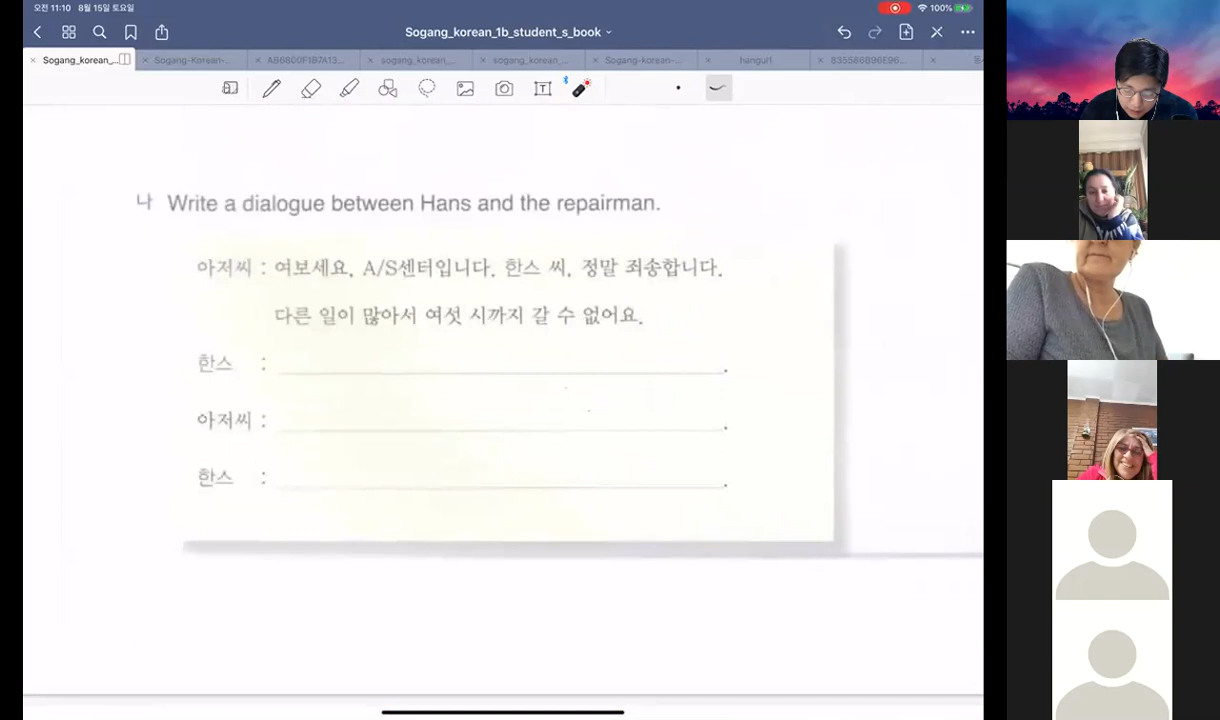 오전 11:10 8월 15일 토요일
100%
Sogang_korean_1b_student_s_book
Sogang_korean_...
Sogang-Korean-...
A86800F1B7A13...
sogang_korean_...
sogang_korean_...
Sogang-korean-...
hangul1
835586B96E96...
나 Write a dialogue between Hans and the repairman.
아저씨 : 여보세요, A/S센터입니다. 한스 씨, 정말 죄송합니다.
다른 일이 많아서 여섯 시까지 갈 수 없어요.
한스 : .
아저씨 : .
한스 : .